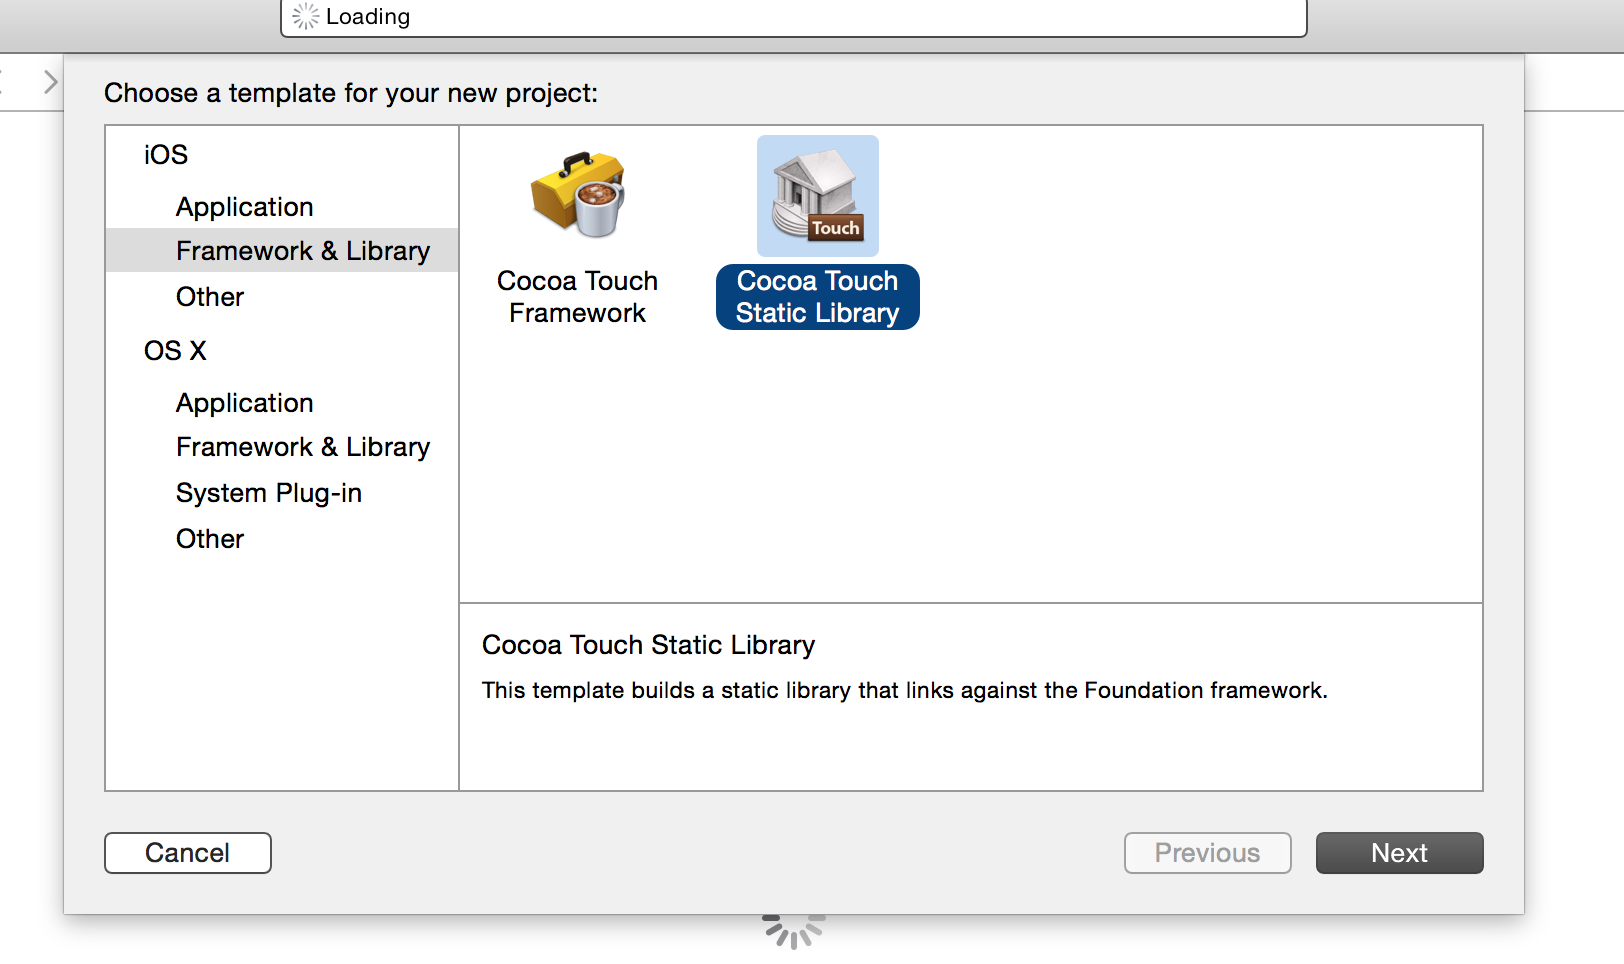 Loading
Choose a template for your new project:
iOS
Application
Framework & Library
Other
OS X
Application
Framework & Library
System Plug-in
Other
Touch
Cocoa Touch
Framework
Cocoa Touch
Static Library
Cocoa Touch Static Library
This template builds a static library that links against the Foundation framework.
Cancel
Previous
Next